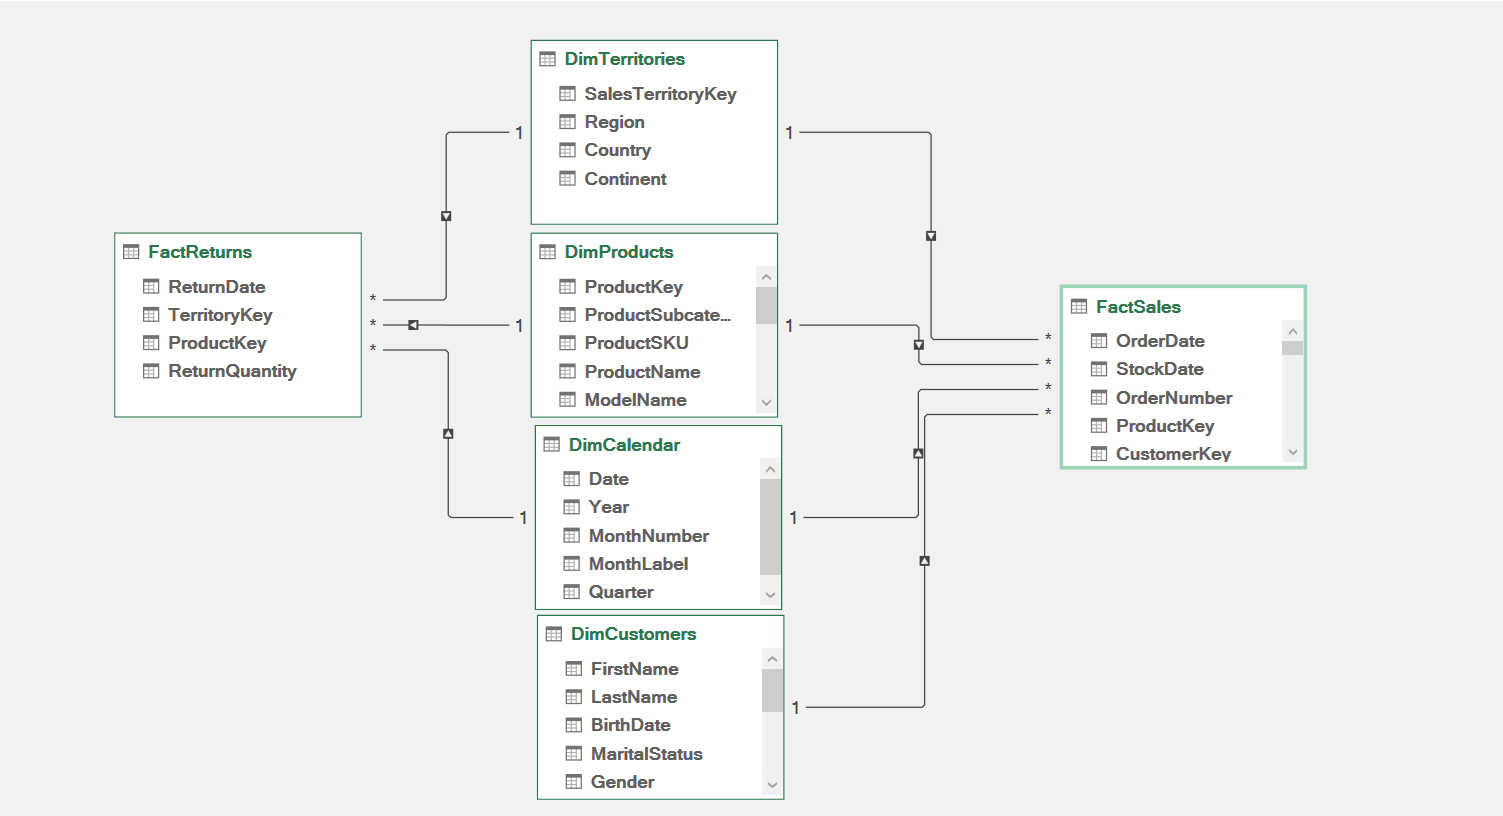 DimTerritories
SalesTerritoryKey
Region
Country
Continent
1
1
FactReturns
ReturnDate
TerritoryKey
ProductKey
ReturnQuantity
*
*
*
DimProducts
ProductKey
ProductSubcate...
ProductSKU
ProductName
ModelName
1
1
FactSales
OrderDate
StockDate
OrderNumber
ProductKey
CustomerKey
*
*
*
*
DimCalendar
Date
Year
MonthNumber
MonthLabel
Quarter
1
1
DimCustomers
FirstName
LastName
BirthDate
MaritalStatus
Gender
1